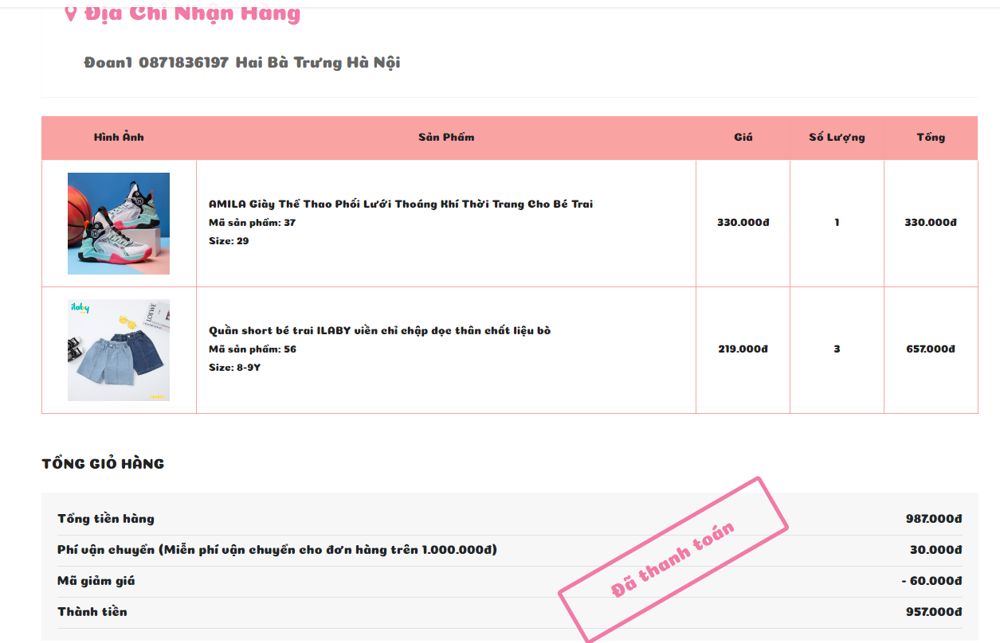 Địa Chỉ Nhận Hàng
Đoan1 0871836197 Hai Bà Trưng Hà Nội
Hình Ảnh Sản Phẩm Giá Số Lượng Tổng
AMILA Giày Thể Thao Phối Lưới Thoáng Khí Thời Trang Cho Bé Trai
Mã sản phẩm: 37
Size: 29
330.000đ 1 330.000đ
ilaby
LOEWE
Quần short bé trai ILABY viền chỉ chập dọc thân chất liệu bò
Mã sản phẩm: 56
Size: 8-9Y
219.000đ 3 657.000đ
TỔNG GIỎ HÀNG
Tổng tiền hàng 987.000đ
Phí vận chuyển (Miễn phí vận chuyển cho đơn hàng trên 1.000.000đ) 30.000đ
Mã giảm giá - 60.000đ
Thành tiền 957.000đ
Đã thanh toán